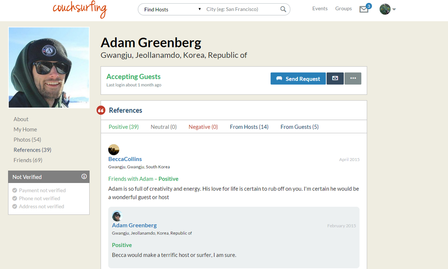 couchsurfing
Find Hosts
City (eg: San Francisco)
Events
Groups
Adam Greenberg
Gwangju, Jeollanamdo, Korea, Republic of
Accepting Guests
Last login about 1 month ago
Send Request
References
Positive (39)
Neutral (0)
Negative (0)
From Hosts (14)
From Guests (5)
About
My Home
Photos (54)
References (39)
Friends (69)
Not Verified
Payment not verified
Phone not verified
Address not verified
BeccaCollins
April 2013
Gwangju, Gwangju, South Korea
Friends with Adam – Positive
Adam is so full of creativity and energy. His love for life is certain to rub off on you. I'm certain he would be
a wonderful guest or host
Adam Greenberg
February 2013
Gwangju, Jeollanamdo, Korea, Republic of
Positive
Becca would make a terrific host or surfer, I am sure.